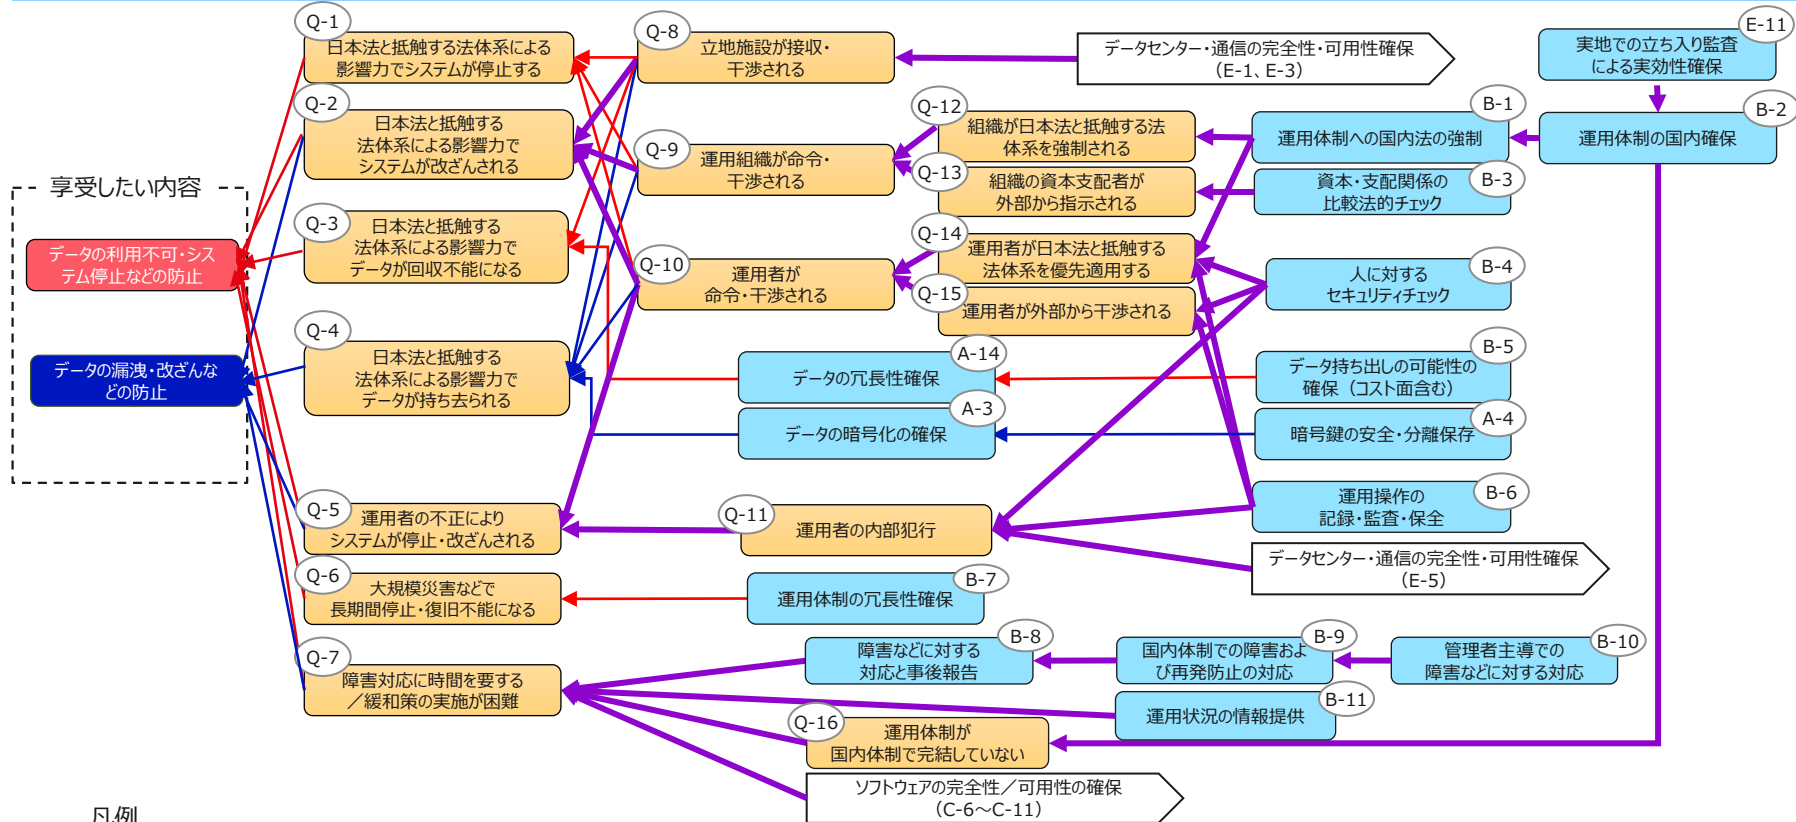 享受したい内容
データの利用不可・シス
テム停止などの防止
データの漏洩・改ざんな
どの防止
Q-1
日本法と抵触する法体系による
影響力でシステムが停止する
Q-2
日本法と抵触する
法体系による影響力で
システムが改ざんされる
Q-3
日本法と抵触する
法体系による影響力で
データが回収不能になる
Q-4
日本法と抵触する
法体系による影響力で
データが持ち去られる
Q-5
運用者の不正により
システムが停止・改ざんされる
Q-6
大規模災害などで
長期間停止・復旧不能になる
Q-7
障害対応に時間を要する
／緩和策の実施が困難
Q-8
立地施設が接収・
干渉される
Q-9
運用組織が命令・
干渉される
Q-10
運用者が
命令・干渉される
A-14
データの冗長性確保
A-3
データの暗号化の確保
Q-11
運用者の内部犯行
B-7
運用体制の冗長性確保
B-8
障害などに対する
対応と事後報告
Q-16
運用体制が
国内体制で完結していない
ソフトウェアの完全性／可用性の確保
（C-6～C-11）
Q-12
組織が日本法と抵触する法
体系を強制される
Q-13
組織の資本支配者が
外部から指示される
Q-14
運用者が日本法と抵触する
法体系を優先適用する
Q-15
運用者が外部から干渉される
データセンター・通信の完全性・可用性確保
（E-1、E-3）
B-1
運用体制への国内法の強制
B-3
資本・支配関係の
比較法的チェック
B-4
人に対する
セキュリティチェック
B-5
データ持ち出しの可能性の
確保（コスト面含む）
A-4
暗号鍵の安全・分離保存
B-6
運用操作の
記録・監査・保全
データセンター・通信の完全性・可用性確保
（E-5）
B-9
国内体制での障害およ
び再発防止の対応
B-10
管理者主導での
障害などに対する対応
B-11
運用状況の情報提供
E-11
実地での立ち入り監査
による実効性確保
B-2
運用体制の国内確保
凡例